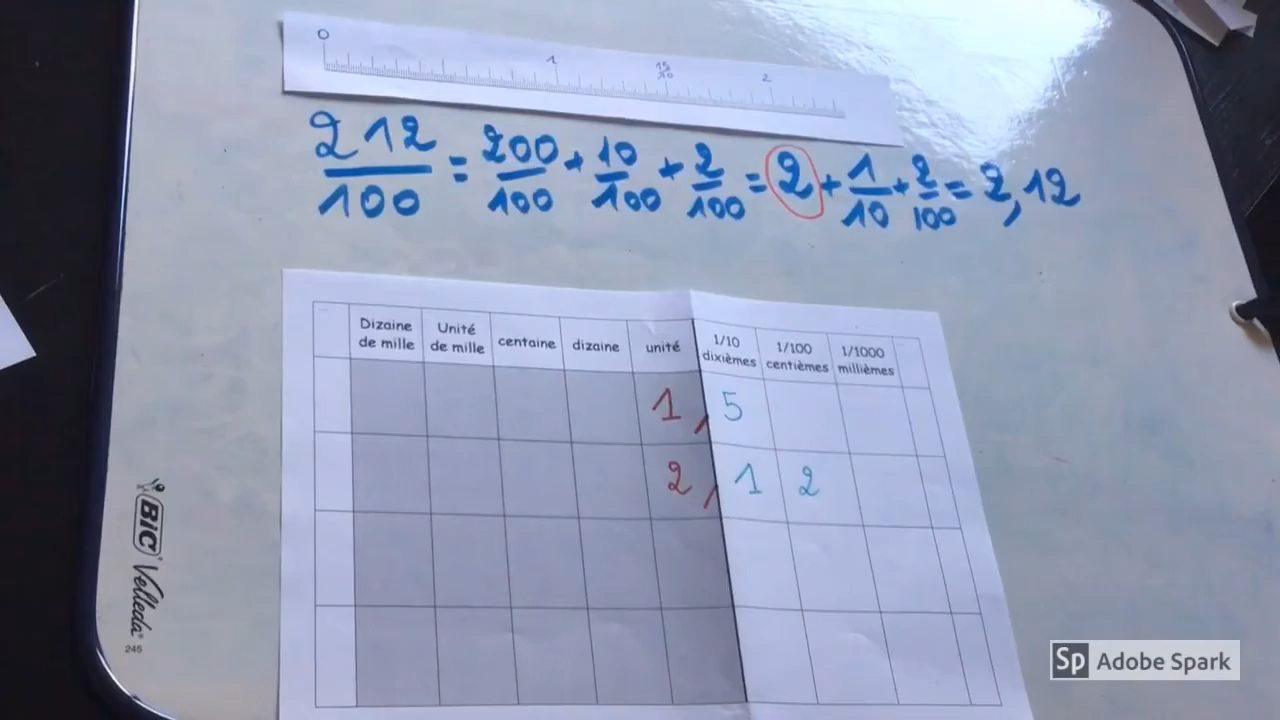 0 1 15/10 2
212/100 = 200/100 + 10/100 + 2/100 = 2 + 1/10 + 2/100 = 2,12
Dizaine de mille Unité de mille centaine dizaine unité 1/10 dixièmes 1/100 centièmes 1/1000 millièmes
1, 5
2, 1 2
BIC Velleda
245
Sp Adobe Spark